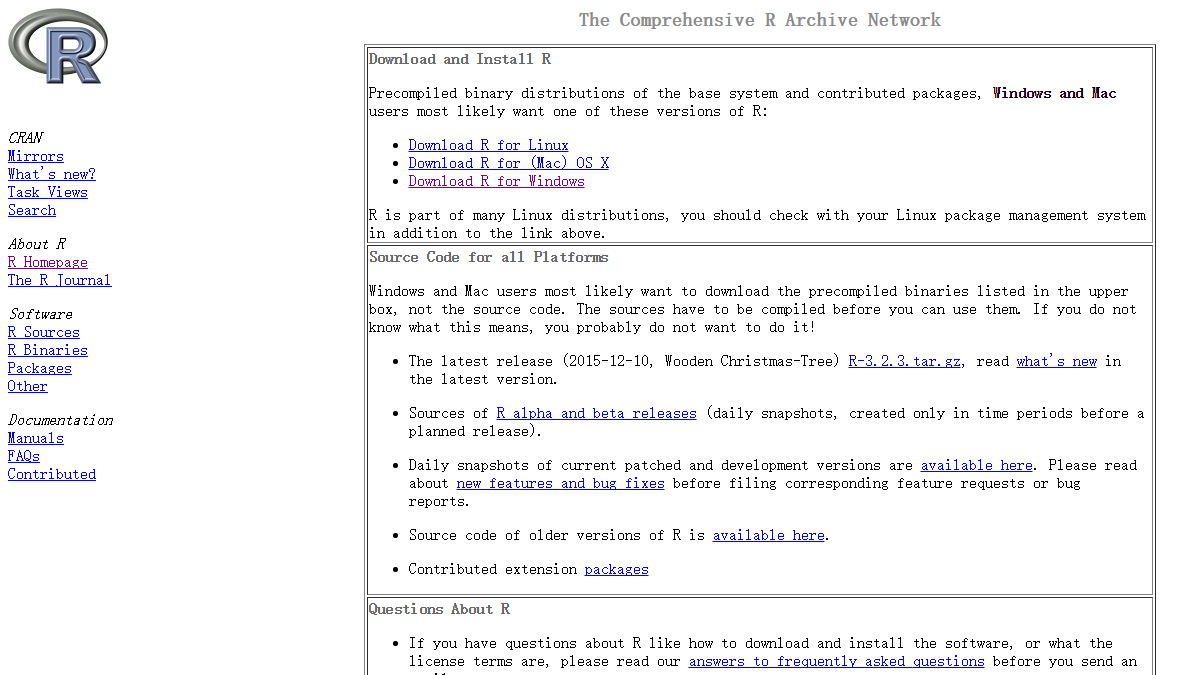 R
CRAN
Mirrors
What's new?
Task Views
Search
About R
R Homepage
The R Journal
Software
R Sources
R Binaries
Packages
Other
Documentation
Manuals
FAQs
Contributed
The Comprehensive R Archive Network
Download and Install R
Precompiled binary distributions of the base system and contributed packages, Windows and Mac
users most likely want one of these versions of R:
Download R for Linux
Download R for (Mac) OS X
Download R for Windows
R is part of many Linux distributions, you should check with your Linux package management system
in addition to the link above.
Source Code for all Platforms
Windows and Mac users most likely want to download the precompiled binaries listed in the upper
box, not the source code. The sources have to be compiled before you can use them. If you do not
know what this means, you probably do not want to do it!
The latest release (2015-12-10, Wooden Christmas-Tree) R-3.2.3.tar.gz, read what's new in
the latest version.
Sources of R alpha and beta releases (daily snapshots, created only in time periods before a
planned release).
Daily snapshots of current patched and development versions are available here. Please read
about new features and bug fixes before filing corresponding feature requests or bug
reports.
Source code of older versions of R is available here.
Contributed extension packages
Questions About R
If you have questions about R like how to download and install the software, or what the
license terms are, please read our answers to frequently asked questions before you send an